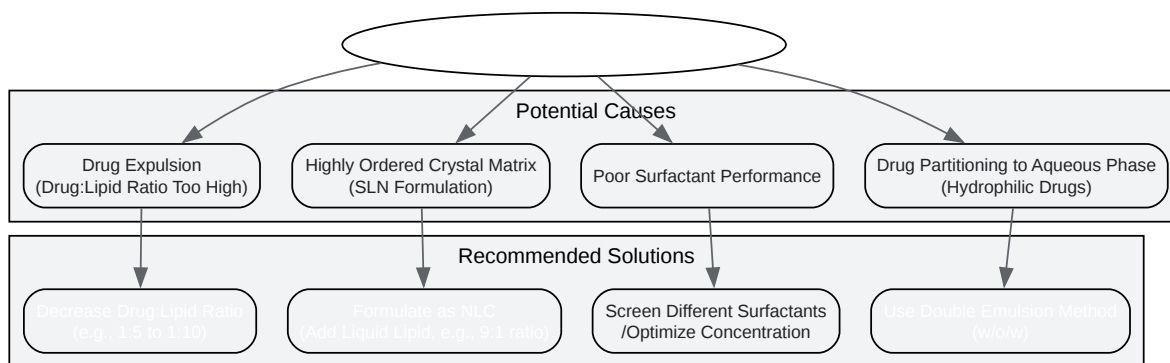 Potential Causes
Drug Expulsion
(Drug:Lipid Ratio Too High)
Highly Ordered Crystal Matrix
(SLN Formulation)
Poor Surfactant Performance
Drug Partitioning to Aqueous Phase
(Hydrophilic Drugs)
Recommended Solutions
Decrease Drug:Lipid Ratio
(e.g., 1:5 to 1:10)
Formulate as NLC
(Add Liquid Lipid, e.g., 9:1 ratio)
Screen Different Surfactants
/Optimize Concentration
Use Double Emulsion Method
(w/o/w)